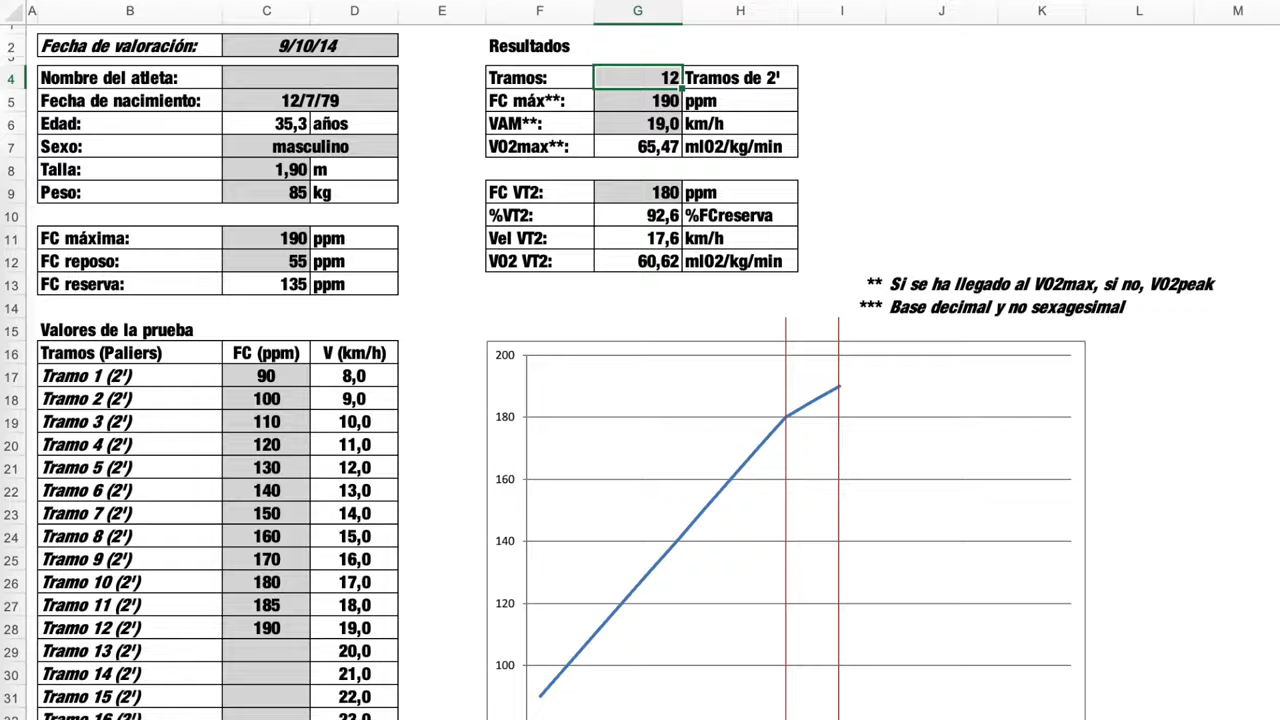 A B C D E F G H I J K L M
2 Fecha de valoración: 9/10/14 Resultados
4 Nombre del atleta: Tramos: 12 Tramos de 2'
5 Fecha de nacimiento: 12/7/79 FC máx**: 190 ppm
6 Edad: 35,3 años VAM**: 19,0 km/h
7 Sexo: masculino VO2max**: 65,47 mlO2/kg/min
8 Talla: 1,90 m
9 Peso: 85 kg FC VT2: 180 ppm
10 %VT2: 92,6 %FCreserva
11 FC máxima: 190 ppm Vel VT2: 17,6 km/h
12 FC reposo: 55 ppm VO2 VT2: 60,62 mlO2/kg/min
13 FC reserva: 135 ppm ** Si se ha llegado al VO2max, si no, VO2peak
14 *** Base decimal y no sexagesimal
15 Valores de la prueba
16 Tramos (Paliers) FC (ppm) V (km/h) 200
17 Tramo 1 (2') 90 8,0
18 Tramo 2 (2') 100 9,0
19 Tramo 3 (2') 110 10,0 180
20 Tramo 4 (2') 120 11,0
21 Tramo 5 (2') 130 12,0
22 Tramo 6 (2') 140 13,0 160
23 Tramo 7 (2') 150 14,0
24 Tramo 8 (2') 160 15,0 140
25 Tramo 9 (2') 170 16,0
26 Tramo 10 (2') 180 17,0
27 Tramo 11 (2') 185 18,0 120
28 Tramo 12 (2') 190 19,0
29 Tramo 13 (2') 20,0
30 Tramo 14 (2') 21,0 100
31 Tramo 15 (2') 22,0